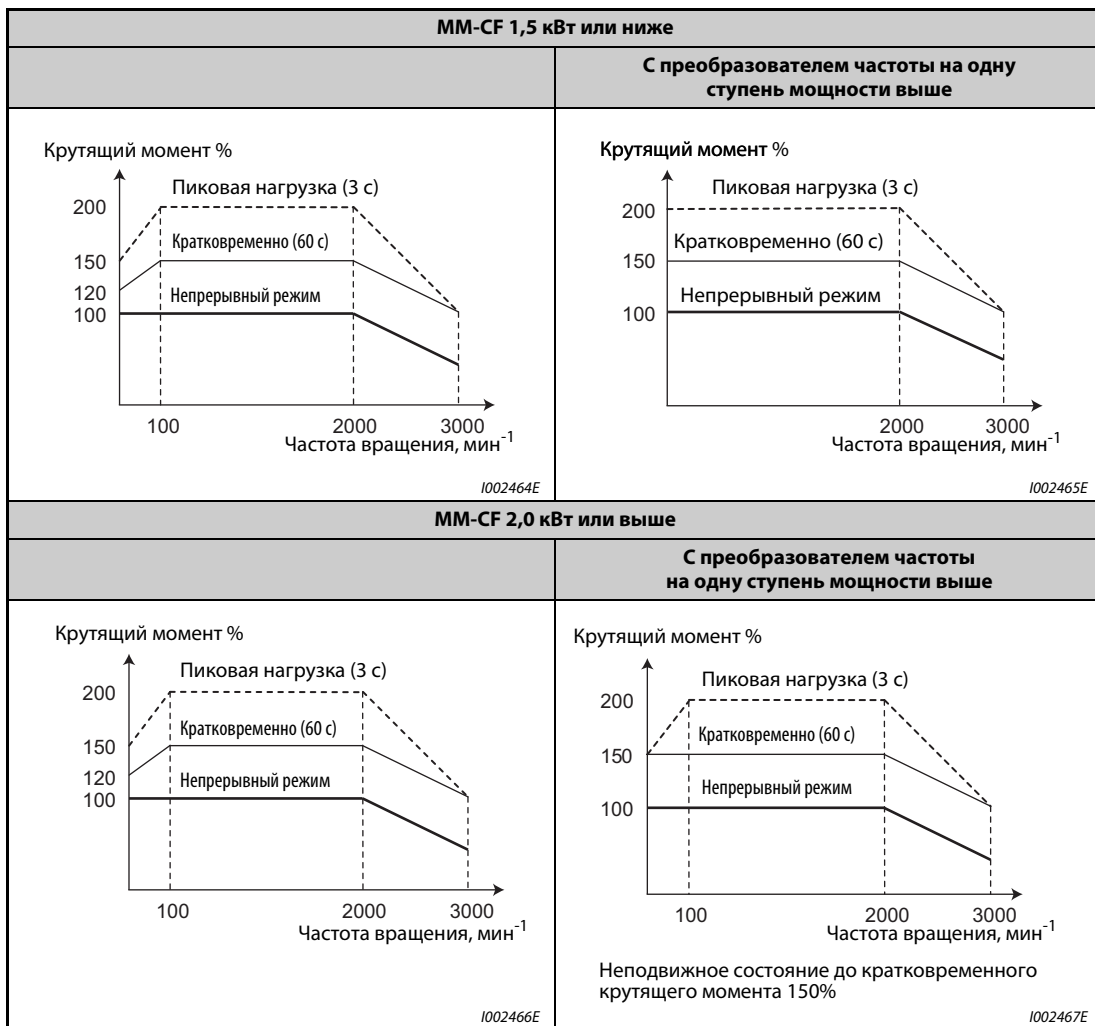 MM-CF 1,5 кВт или ниже
С преобразователем частоты на одну
ступень мощности выше
Крутящий момент %
Пиковая нагрузка (3 с)
200
Кратковременно (60 с)
150
120
Непрерывный режим
100
100
2000
3000
Частота вращения, мин-1
I002464E
Крутящий момент %
Пиковая нагрузка (3 с)
200
Кратковременно (60 с)
150
Непрерывный режим
100
2000
3000
Частота вращения, мин-1
I002465E
MM-CF 2,0 кВт или выше
С преобразователем частоты
на одну ступень мощности выше
Крутящий момент %
Пиковая нагрузка (3 с)
200
Кратковременно (60 с)
150
120
Непрерывный режим
100
100
2000
3000
Частота вращения, мин-1
I002466E
Крутящий момент %
Пиковая нагрузка (3 с)
200
Кратковременно (60 с)
150
Непрерывный режим
100
100
2000
3000
Частота вращения, мин-1
Неподвижное состояние до кратковременного
крутящего момента 150%
I002467E